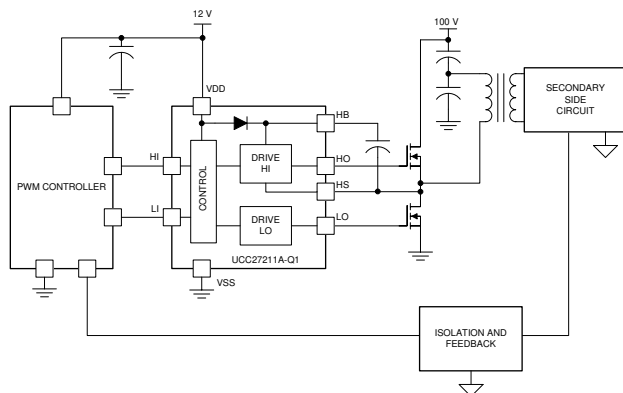 12 V
100 V
VDD
SECONDARY
SIDE
CIRCUIT
HB
HI
DRIVE
HI
HO
PWM CONTROLLER
CONTROL
HS
LI
DRIVE
LO
LO
UCC27211A-Q1
VSS
ISOLATION AND
FEEDBACK